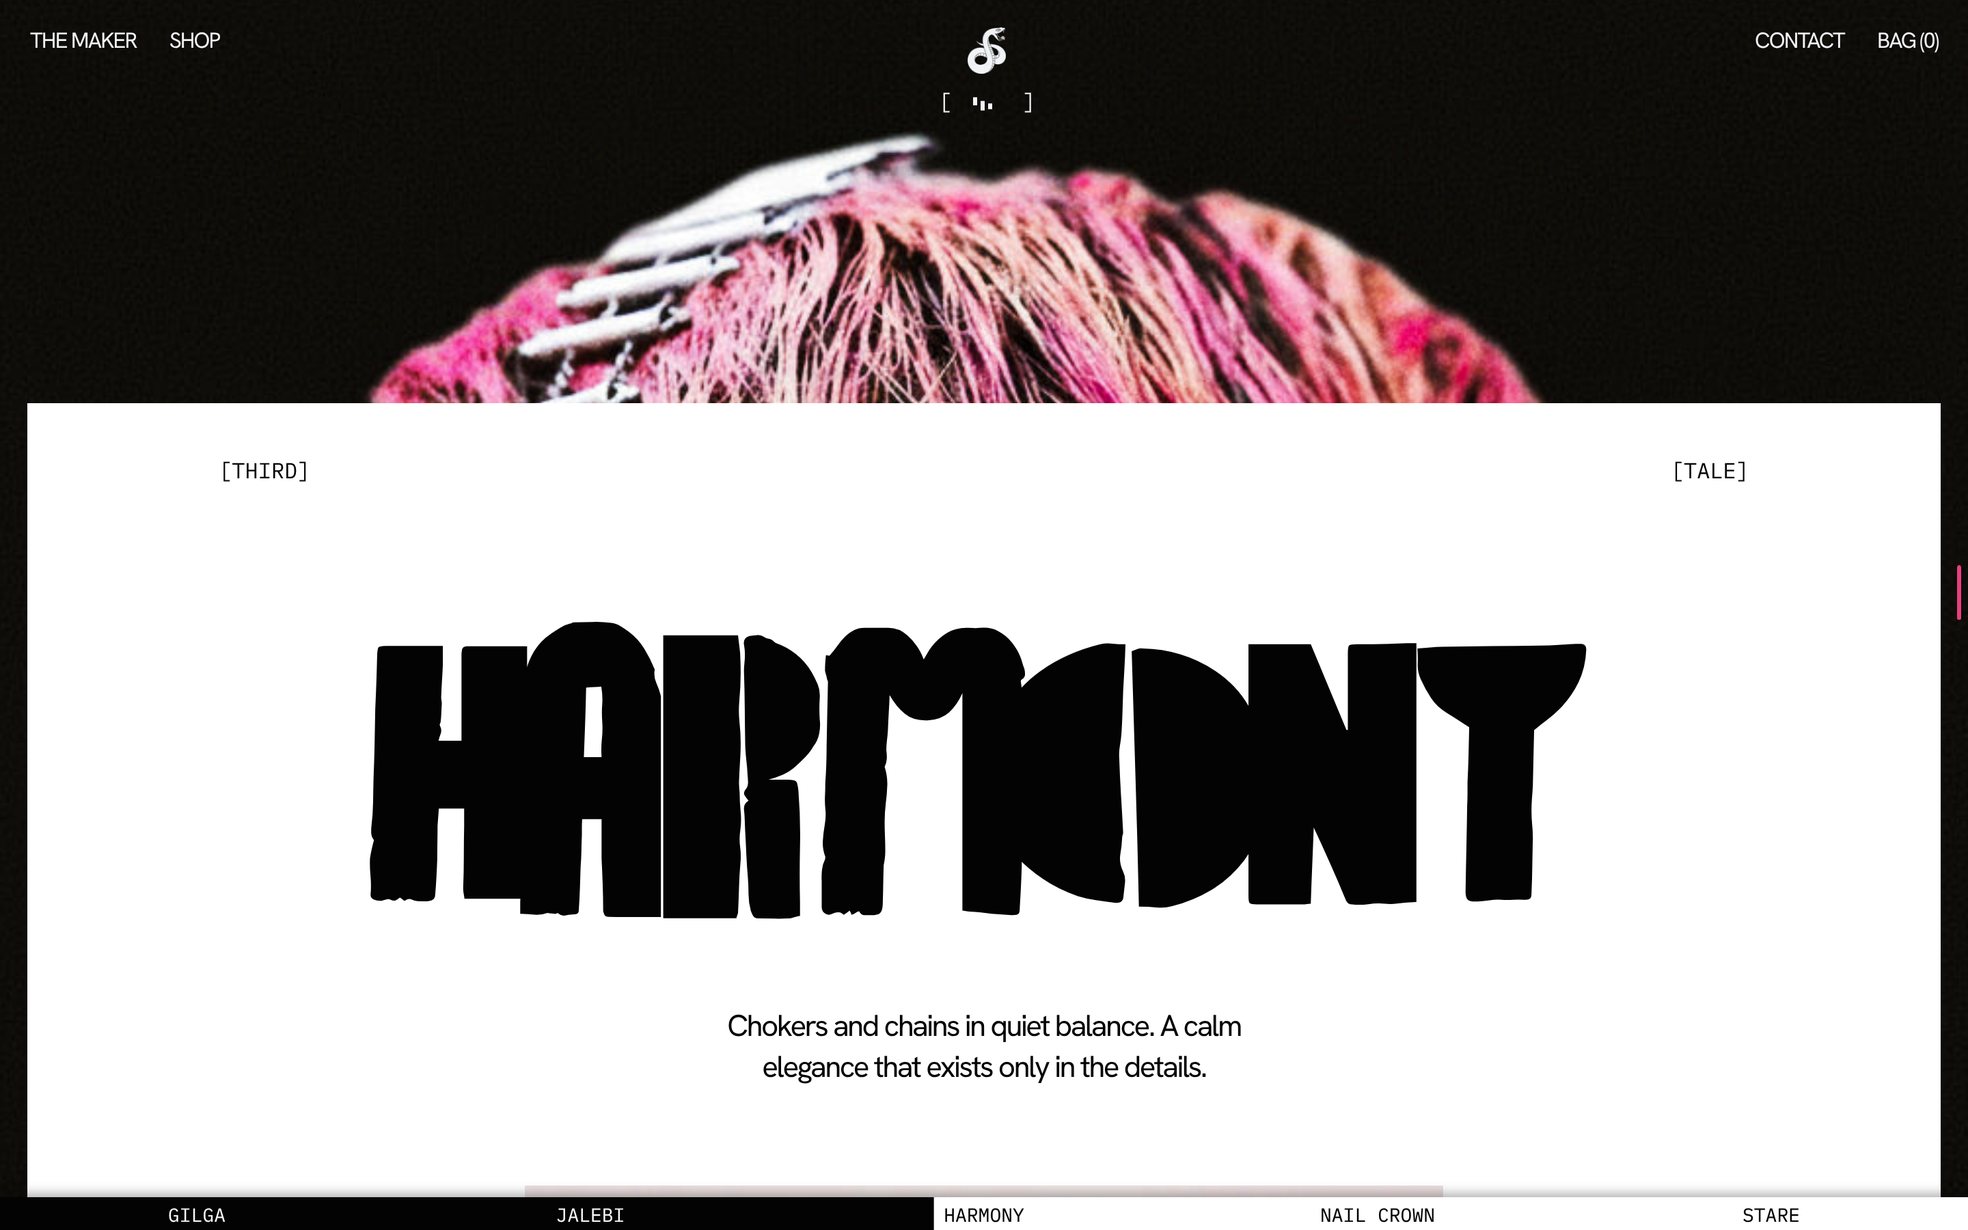 THE MAKER SHOP CONTACT BAG (0)
[ ]
[THIRD] [TALE]
HARMONY
Chokers and chains in quiet balance. A calm
elegance that exists only in the details.
GILGA JALEBI HARMONY NAIL CROWN STARE